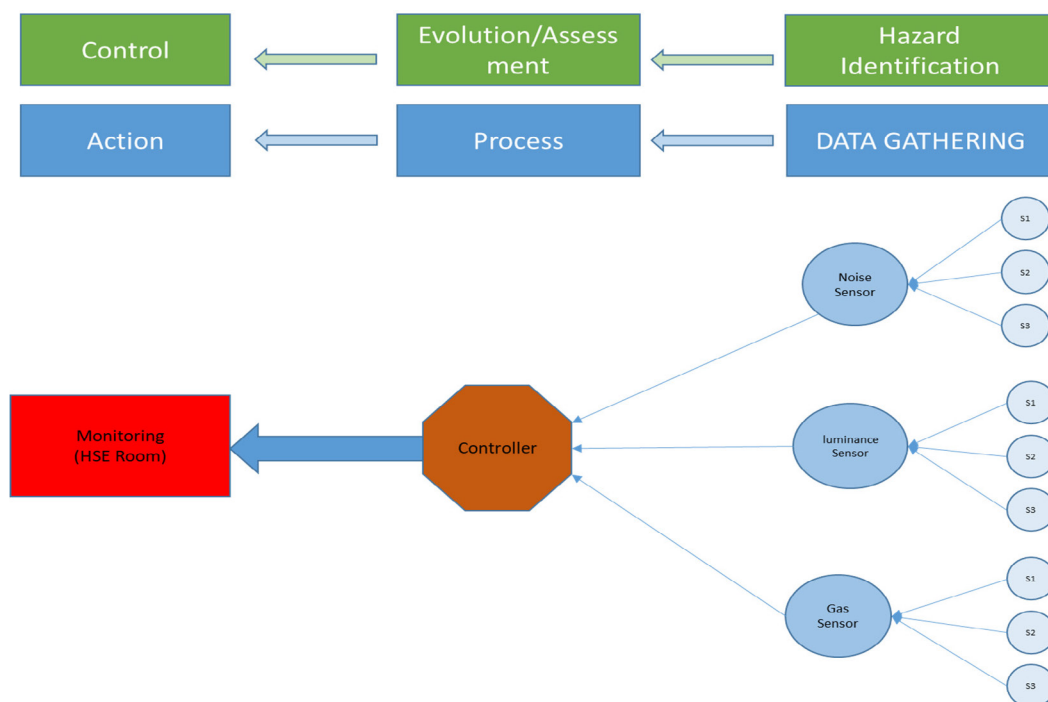 Control
Evolution/Assess
ment
Hazard
Identification
Action
Process
DATA GATHERING
S1
Noise
Sensor
S2
S3
S1
Monitoring
(HSE Room)
Controller
luminance
Sensor
S2
S3
S1
Gas
Sensor
S2
S3